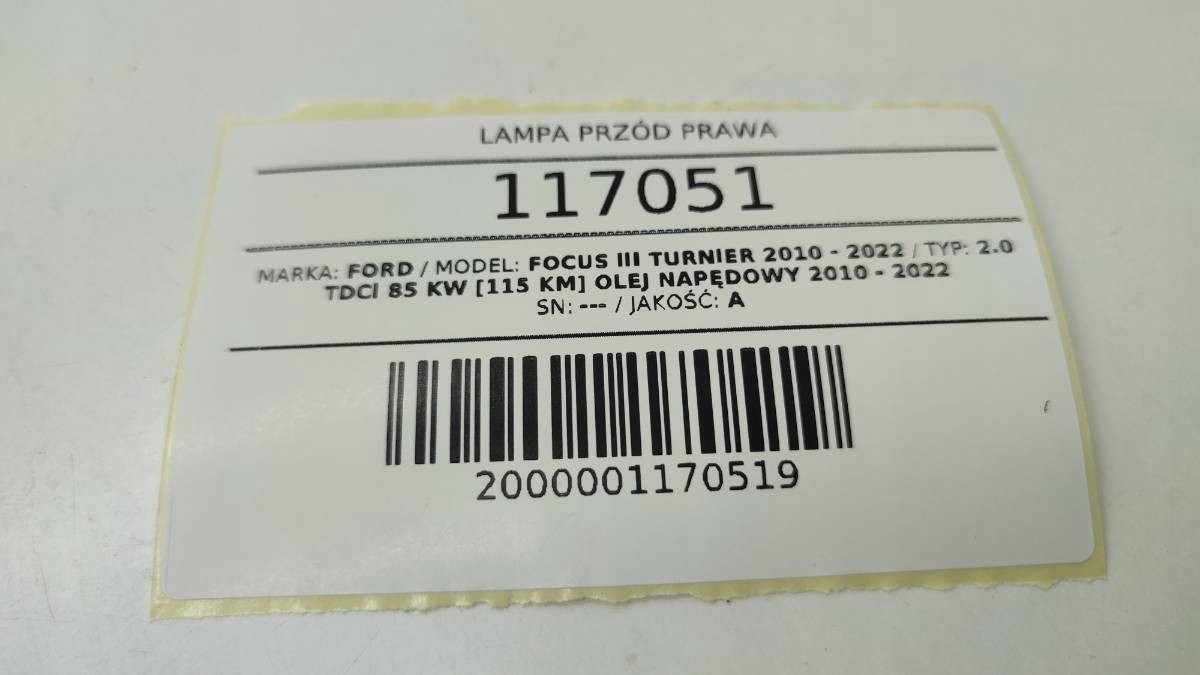 LAMPA PRZÓD PRAWA
117051
MARKA: FORD / MODEL: FOCUS III TURNIER 2010 - 2022 / TYP: 2.0
TDCI 85 KW [115 KM] OLEJ NAPĘDOWY 2010 - 2022
SN: --- / JAKOŚĆ: A
2000001170519